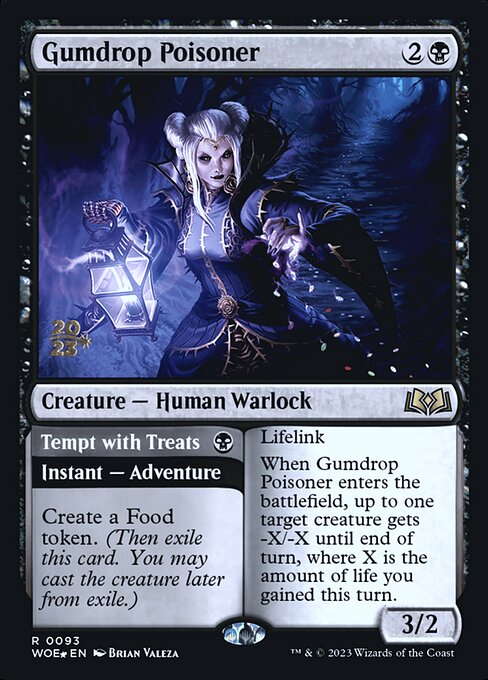 Gumdrop Poisoner 2
20
23
Creature — Human Warlock
Tempt with Treats
Instant — Adventure
Create a Food
token. (Then exile
this card. You may
cast the creature later
from exile.)
Lifelink
When Gumdrop
Poisoner enters the
battlefield, up to one
target creature gets
-X/-X until end of
turn, where X is the
amount of life you
gained this turn.
3/2
R 0093
WOE★EN BRIAN VALEZA
™ & © 2023 Wizards of the Coast